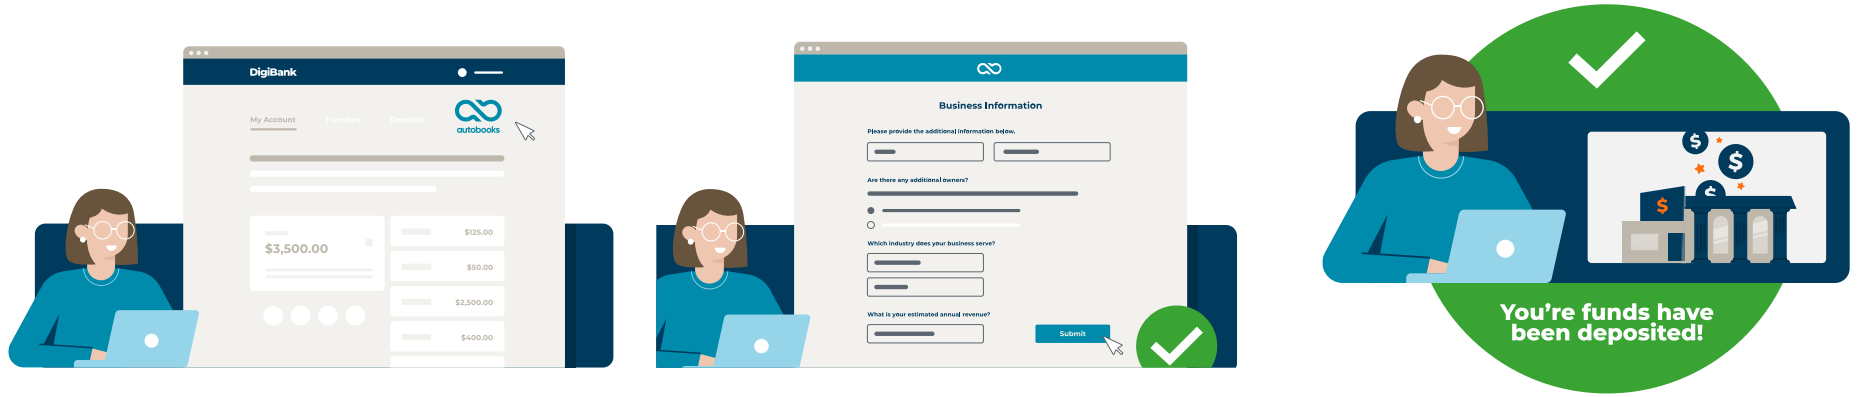 DigiBank
My Account
Transfers
Deposits
autobooks
$3,500.00
$125.00
$50.00
$2,500.00
$400.00
Business Information
Please provide the additional information below.
Are there any additional owners?
Which industry does your business serve?
What is your estimated annual revenue?
Submit
$
$
$
$
You're funds have
been deposited!